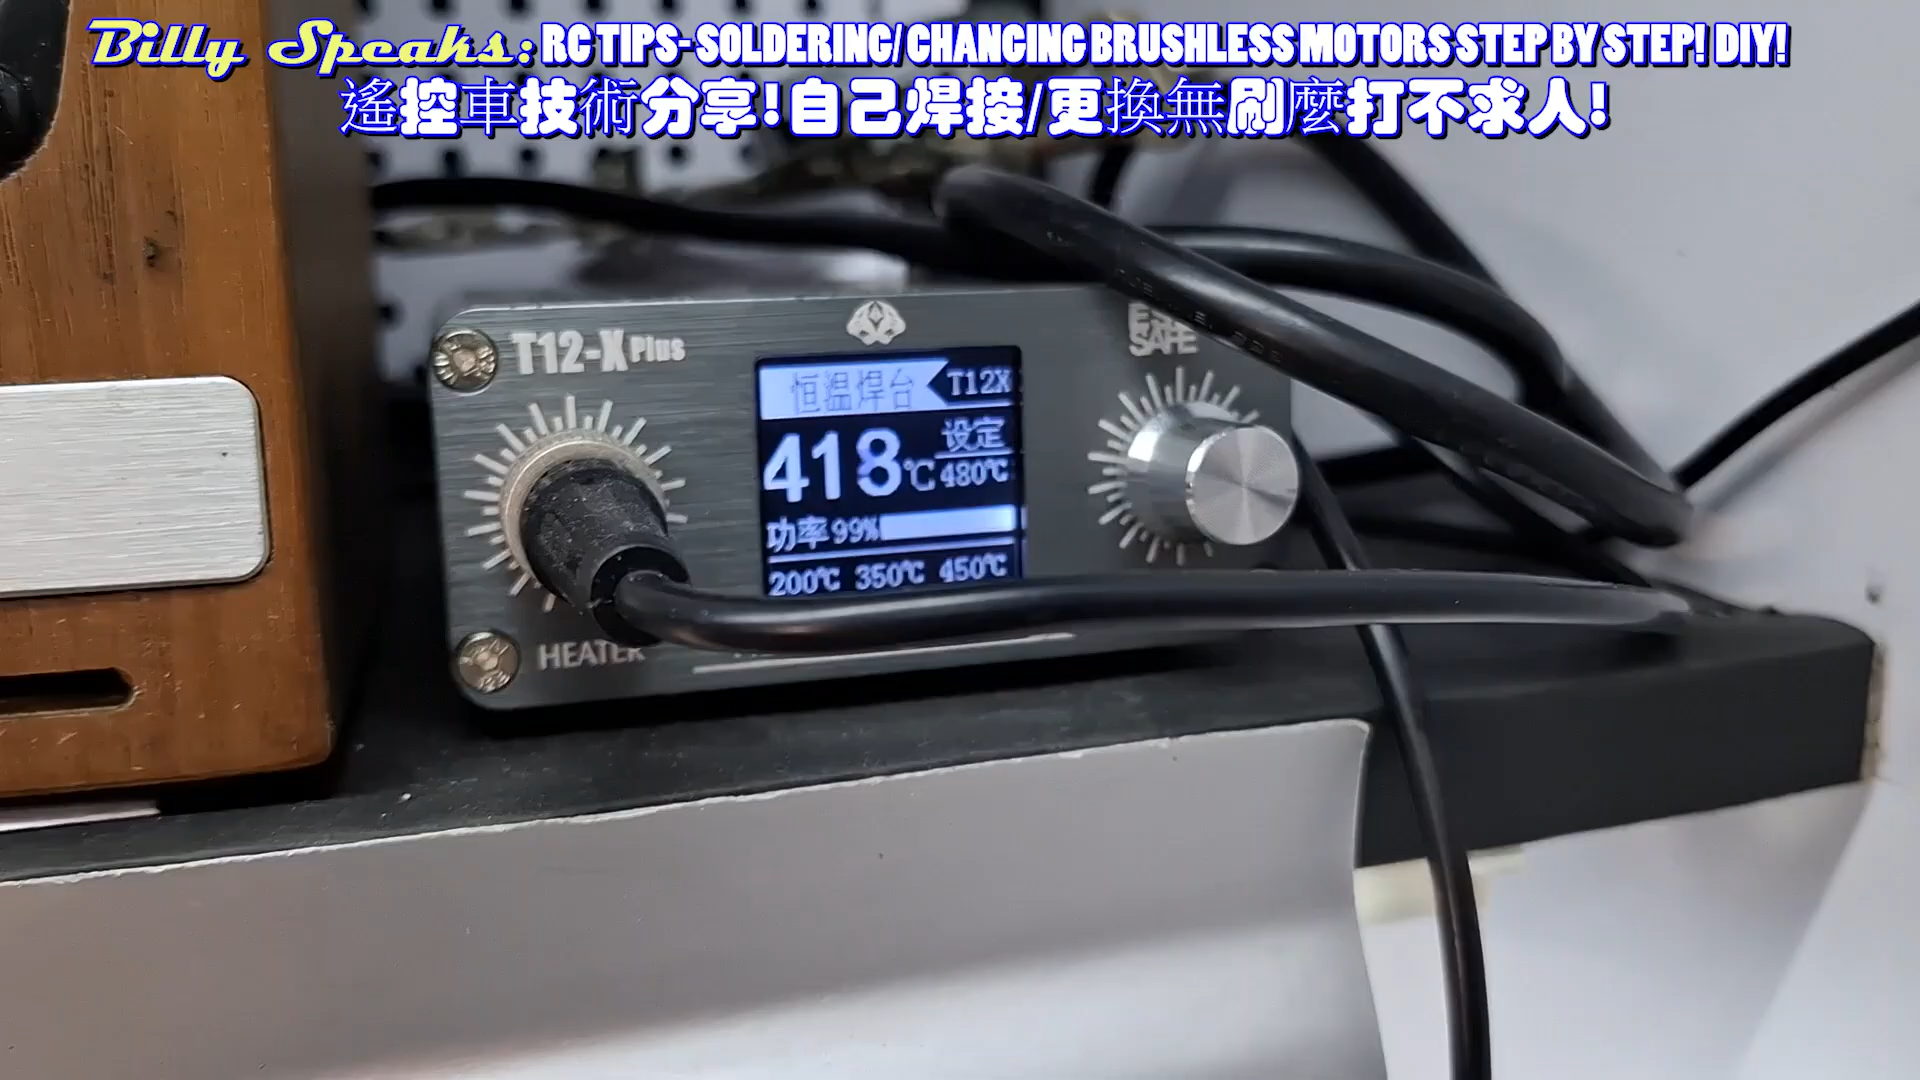 Billy Speaks: RC TIPS- SOLDERING/ CHANGING BRUSHLESS MOTORS STEP BY STEP! DIY!
遙控車技術分享!自己焊接/更換無刷麼打不求人!
T12-X Plus
SAFE
恒温焊台 T12X
418℃ 设定 480℃
功率 99%
200℃ 350℃ 450℃
HEATER